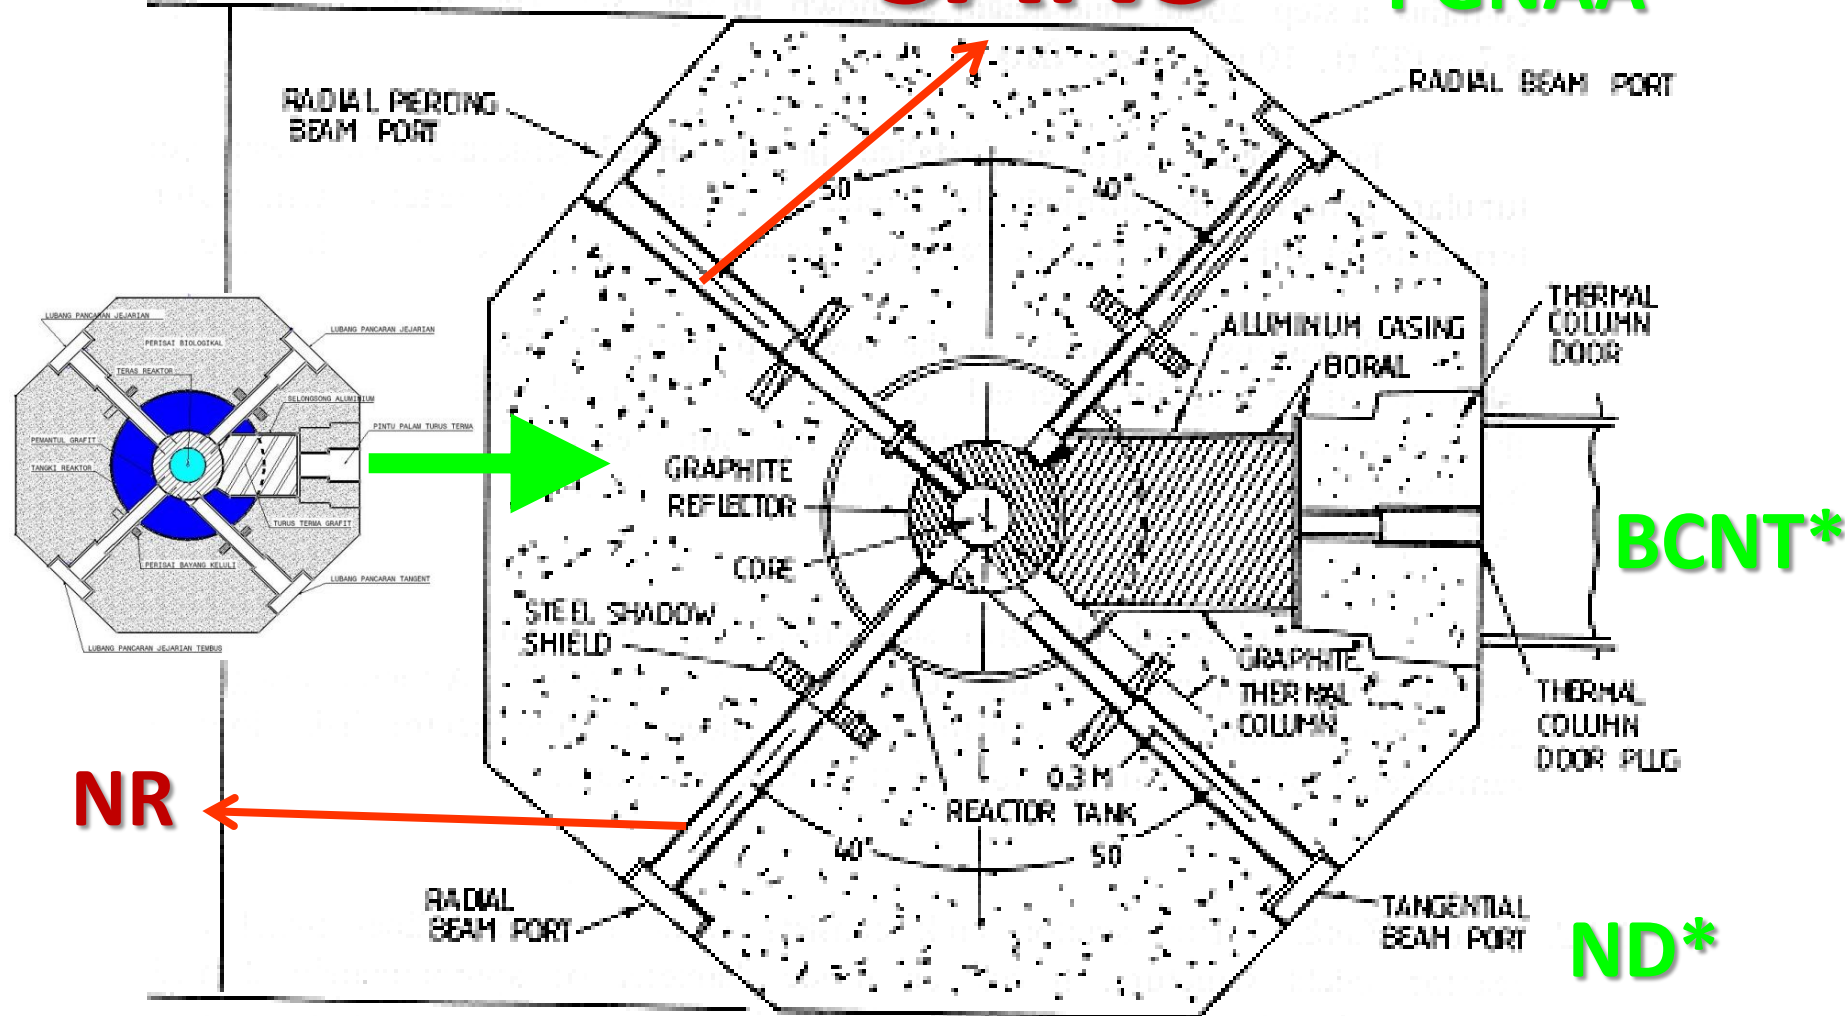 PGNAA
RADIAL PIERCING
BEAM PORT
RADIAL BEAM PORT
50°
40°
THERMAL
COLUMN
DOOR
ALUMINUM CASING
BORAL
GRAPHITE
REFLECTOR
CORE
STEEL SHADOW
SHIELD
BCNT*
GRAPHITE
THERMAL
COLUMN
THERMAL
COLUMN
DOOR PLUG
0.3 M
REACTOR TANK
40°
50
NR
RADIAL
BEAM PORT
TANGENTIAL
BEAM PORT
ND*
LUBANG PANCARAN JEJARIAN
LUBANG PANCARAN JEJARIAN
PERISAI BIOLOGIKAL
TERAS REAKTOR
SELONGSONG ALUMINIUM
PINTU PALAM TURUS TERMA
PEMANTUL GRAFIT
TANGKI REAKTOR
TURUS TERMA GRAFIT
PERISAI BAYANG KELULI
LUBANG PANCARAN TANGENT
LUBANG PANCARAN JEJARIAN TEMBUS